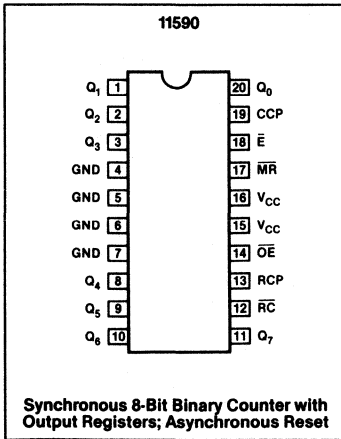 11590
Q1 1 20 Q0
Q2 2 19 CCP
Q3 3 18 E̅
GND 4 17 M̅R̅
GND 5 16 VCC
GND 6 15 VCC
GND 7 14 O̅E̅
Q4 8 13 RCP
Q5 9 12 R̅C̅
Q6 10 11 Q7
Synchronous 8-Bit Binary Counter with
Output Registers; Asynchronous Reset